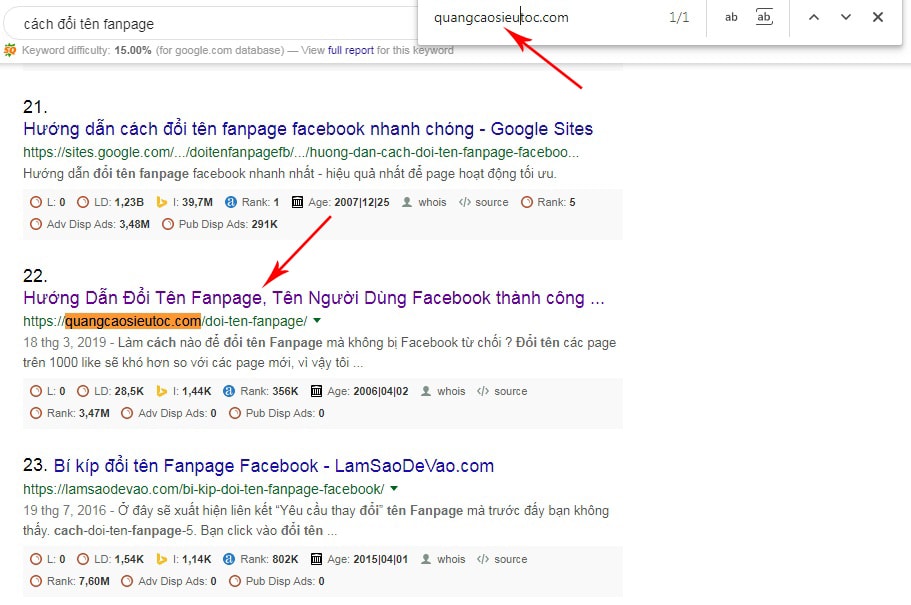 cách đổi tên fanpage
quangcaosieutoc.com 1/1 ab ab
Keyword difficulty: 15.00% (for google.com database) — View full report for this keyword
21.
Hướng dẫn cách đổi tên fanpage facebook nhanh chóng - Google Sites
https://sites.google.com/.../doitenfanpagefb/.../huong-dan-cach-doi-ten-fanpage-faceboo...
Hướng dẫn đổi tên fanpage facebook nhanh nhất - hiệu quả nhất để page hoạt động tối ưu.
L: 0 LD: 1,23B I: 39,7M Rank: 1 Age: 2007|12|25 whois </> source Rank: 5
Adv Disp Ads: 3,48M Pub Disp Ads: 291K
22.
Hướng Dẫn Đổi Tên Fanpage, Tên Người Dùng Facebook thành công ...
https://quangcaosieutoc.com/doi-ten-fanpage/
18 thg 3, 2019 - Làm cách nào để đổi tên Fanpage mà không bị Facebook từ chối ? Đổi tên các page
trên 1000 like sẽ khó hơn so với các page mới, vì vậy tôi ...
L: 0 LD: 28,5K I: 1,44K Rank: 356K Age: 2006|04|02 whois </> source
Rank: 3,47M Adv Disp Ads: 0 Pub Disp Ads: 0
23. Bí kíp đổi tên Fanpage Facebook - LamSaoDeVao.com
https://lamsaodevao.com/bi-kip-doi-ten-fanpage-facebook/
19 thg 7, 2016 - Ở đây sẽ xuất hiện liên kết “Yêu cầu thay đổi” tên Fanpage mà trước đấy bạn không
thấy. cach-doi-ten-fanpage-5. Bạn click vào đổi tên ...
L: 0 LD: 1,54K I: 1,14K Rank: 802K Age: 2015|04|01 whois </> source
Rank: 7,60M Adv Disp Ads: 0 Pub Disp Ads: 0